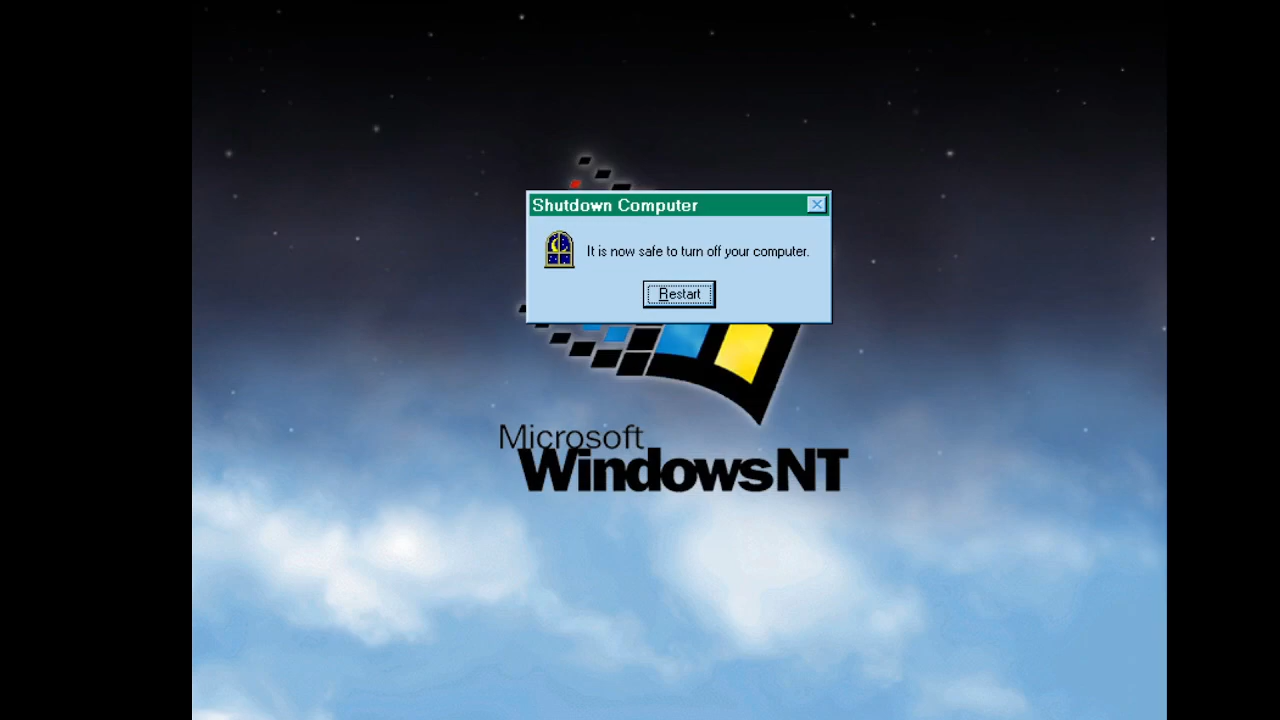 Shutdown Computer
It is now safe to turn off your computer.
Restart
Microsoft
WindowsNT